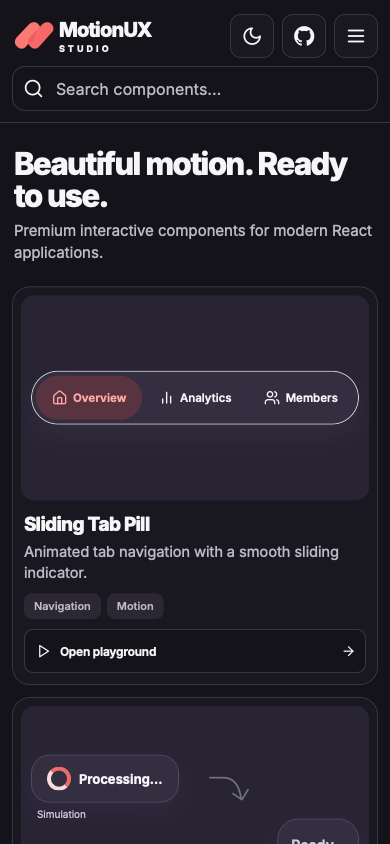 MotionUX
STUDIO
Search components...
Beautiful motion. Ready
to use.
Premium interactive components for modern React
applications.
Overview
Analytics
Members
Sliding Tab Pill
Animated tab navigation with a smooth sliding
indicator.
Navigation
Motion
Open playground
Processing...
Simulation
Ready